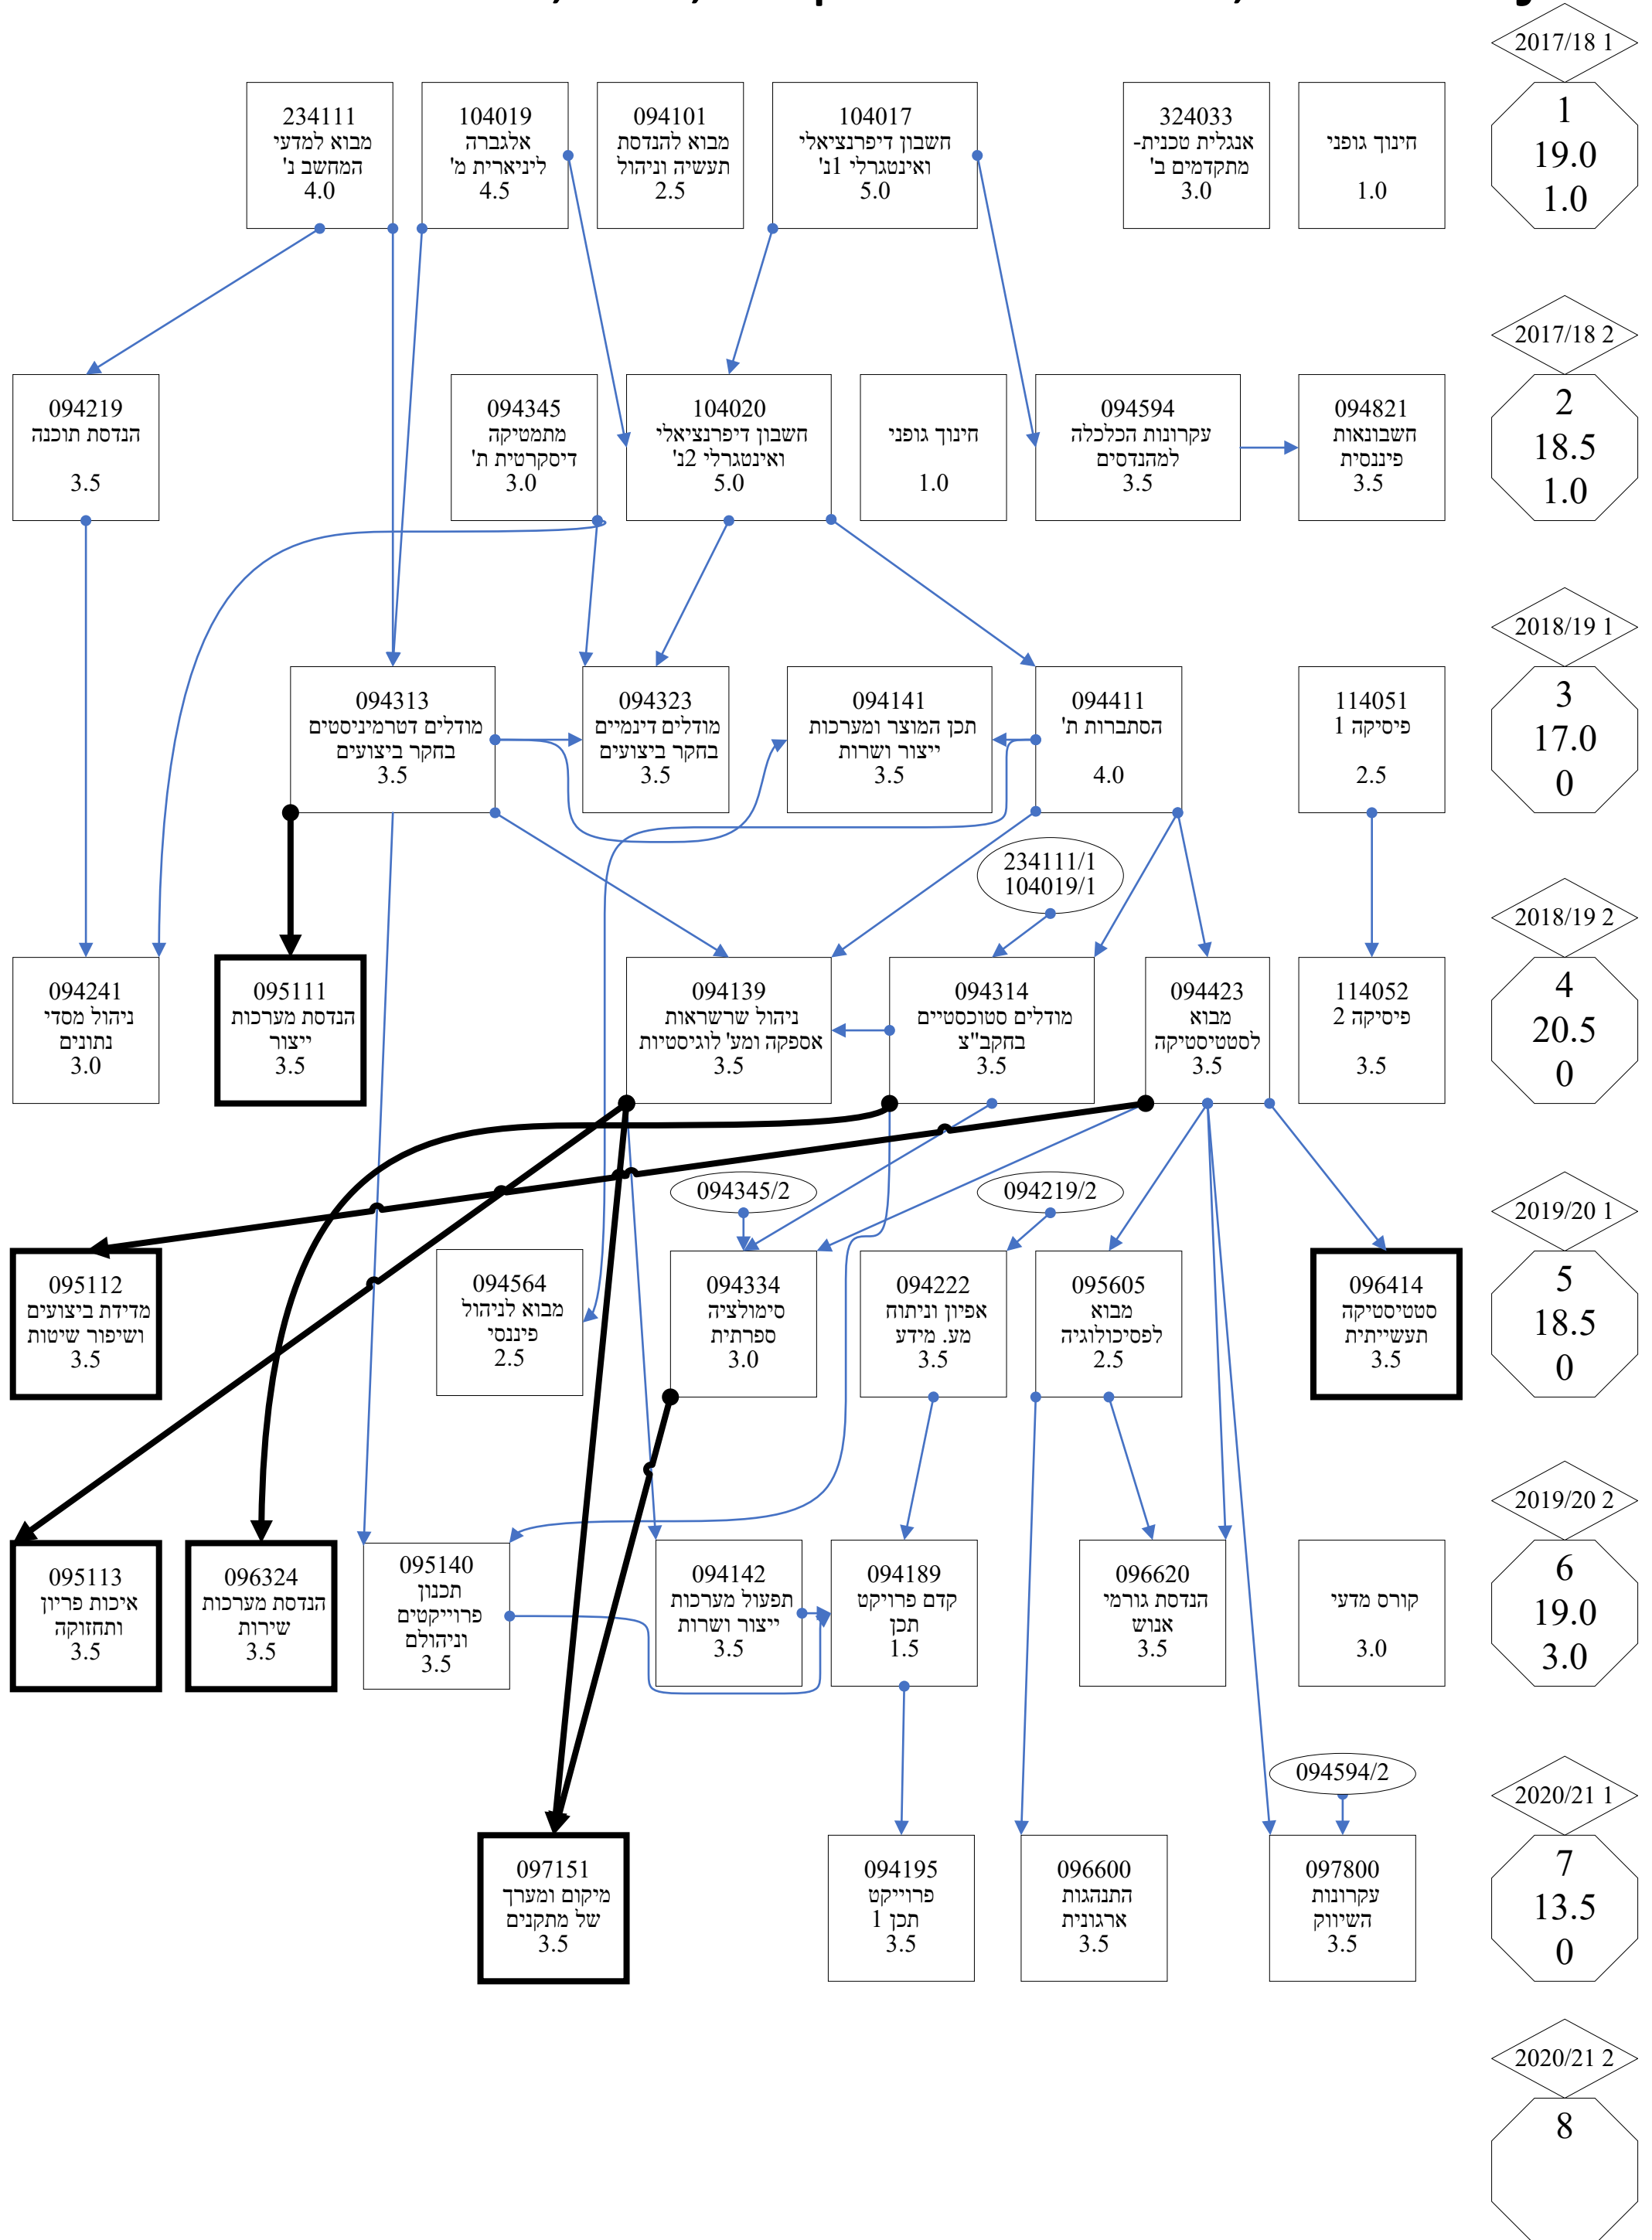 2017/18 1
234111
מבוא למדעי
המחשב נ'
4.0
104019
אלגברה
ליניארית מ'
4.5
094101
מבוא להנדסת
תעשיה וניהול
2.5
104017
חשבון דיפרנציאלי
ואינטגרלי 1נ'
5.0
324033
אנגלית טכנית-
מתקדמים ב'
3.0
חינוך גופני
1.0
1
19.0
1.0
2017/18 2
094219
הנדסת תוכנה
3.5
094345
מתמטיקה
דיסקרטית ת'
3.0
104020
חשבון דיפרנציאלי
ואינטגרלי 2נ'
5.0
חינוך גופני
1.0
094594
עקרונות הכלכלה
למהנדסים
3.5
094821
חשבונאות
פיננסית
3.5
2
18.5
1.0
2018/19 1
094313
מודלים דטרמיניסטים
בחקר ביצועים
3.5
094323
מודלים דינמיים
בחקר ביצועים
3.5
094141
תכן המוצר ומערכות
ייצור ושרות
3.5
094411
הסתברות ת'
4.0
114051
פיסיקה 1
2.5
3
17.0
0
234111/1
104019/1
2018/19 2
094241
ניהול מסדי
נתונים
3.0
095111
הנדסת מערכות
ייצור
3.5
094139
ניהול שרשראות
אספקה ומע' לוגיסטיות
3.5
094314
מודלים סטוכסטיים
בחקב"צ
3.5
094423
מבוא
לסטטיסטיקה
3.5
114052
פיסיקה 2
3.5
4
20.5
0
094345/2
094219/2
2019/20 1
095112
מדידת ביצועים
ושיפור שיטות
3.5
094564
מבוא לניהול
פיננסי
2.5
094334
סימולציה
ספרתית
3.0
094222
אפיון וניתוח
מע. מידע
3.5
095605
מבוא
לפסיכולוגיה
2.5
096414
סטטיסטיקה
תעשייתית
3.5
5
18.5
0
2019/20 2
095113
איכות פריון
ותחזוקה
3.5
096324
הנדסת מערכות
שירות
3.5
095140
תכנון
פרוייקטים
וניהולם
3.5
094142
תפעול מערכות
ייצור ושרות
3.5
094189
קדם פרויקט
תכן
1.5
096620
הנדסת גורמי
אנוש
3.5
קורס מדעי
3.0
6
19.0
3.0
094594/2
2020/21 1
097151
מיקום ומערך
של מתקנים
3.5
094195
פרוייקט
תכן 1
3.5
096600
התנהגות
ארגונית
3.5
097800
עקרונות
השיווק
3.5
7
13.5
0
2020/21 2
8